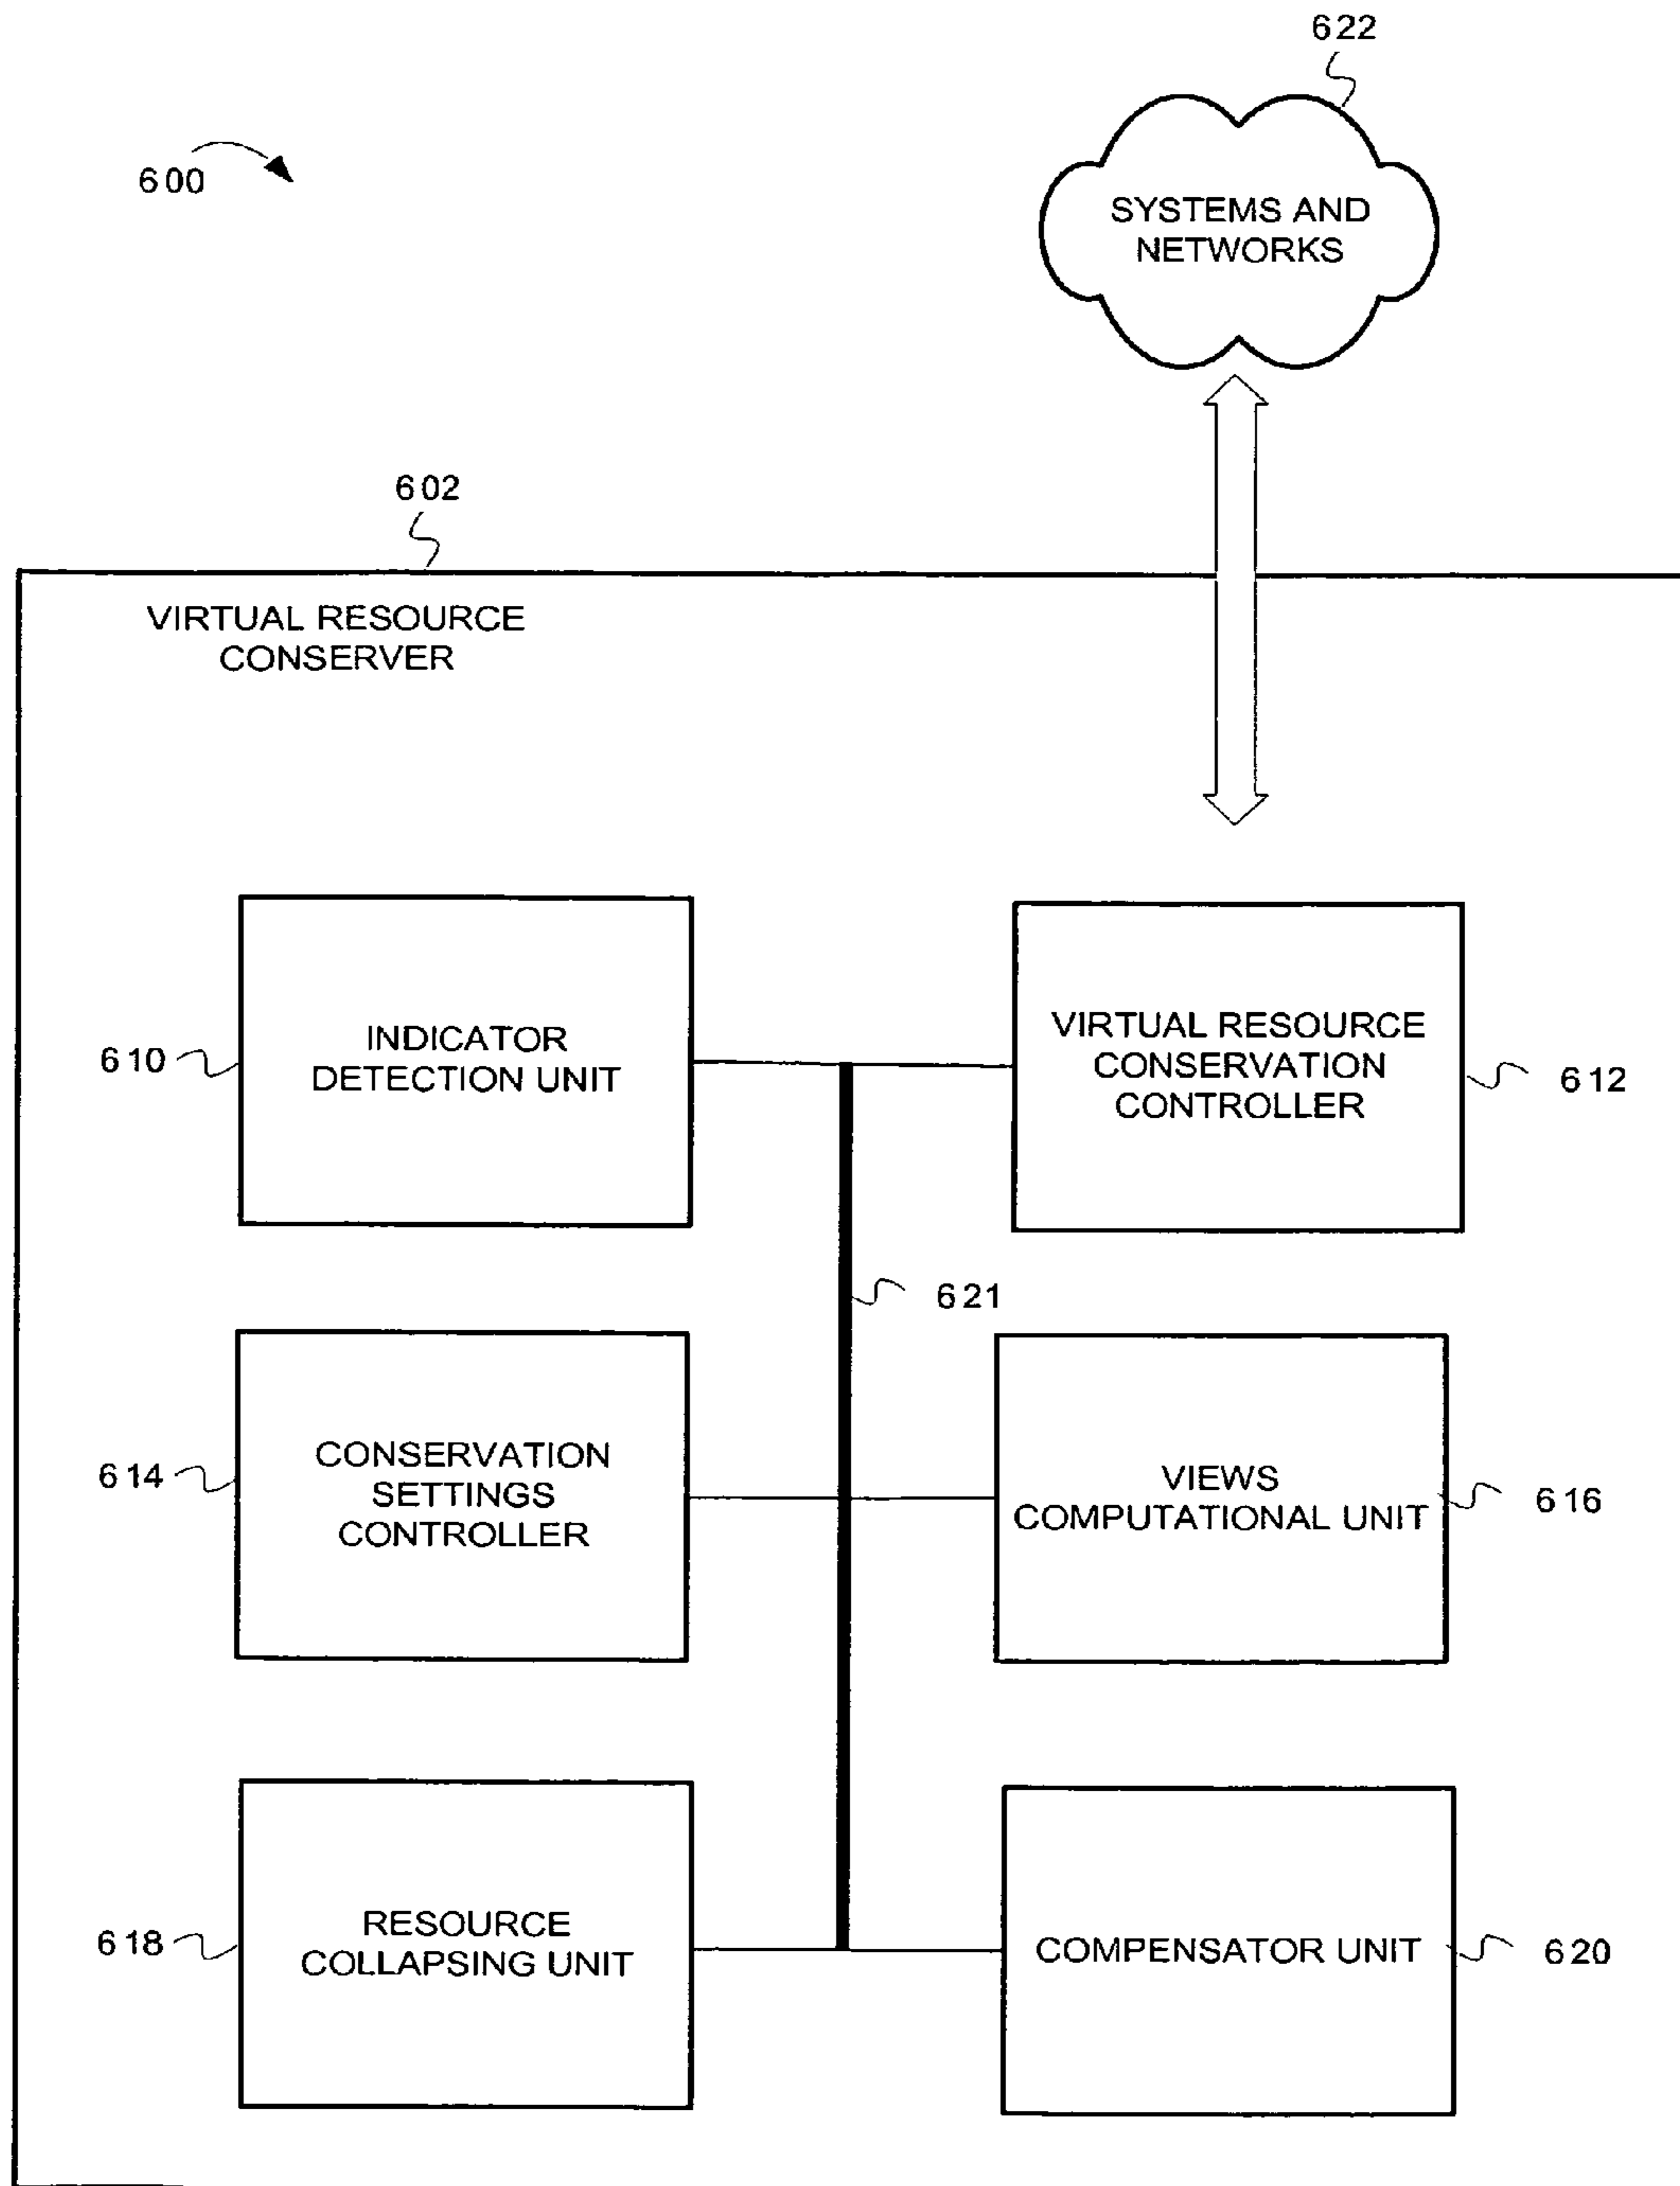 622
600
SYSTEMS AND
NETWORKS
602
VIRTUAL RESOURCE
CONSERVER
610
INDICATOR
DETECTION UNIT
VIRTUAL RESOURCE
CONSERVATION
CONTROLLER
612
621
614
CONSERVATION
SETTINGS
CONTROLLER
VIEWS
COMPUTATIONAL UNIT
616
618
RESOURCE
COLLAPSING UNIT
COMPENSATOR UNIT
620